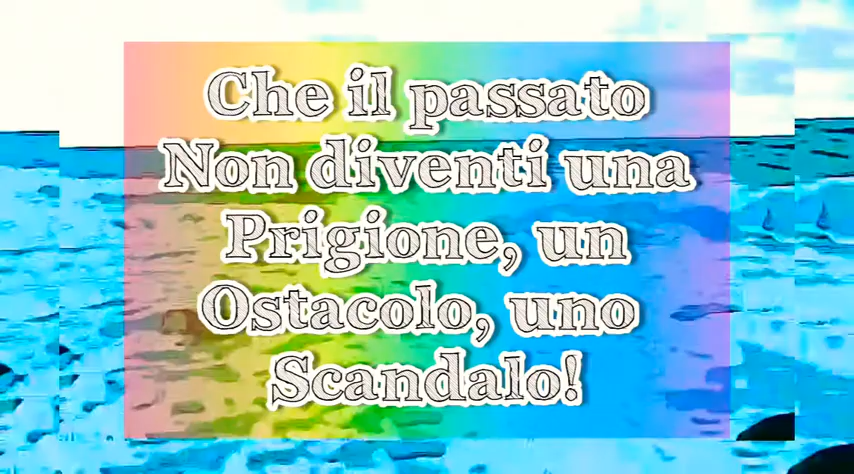 Che il passato
Non diventi una
Prigione, un
Ostacolo, uno
Scandalo!